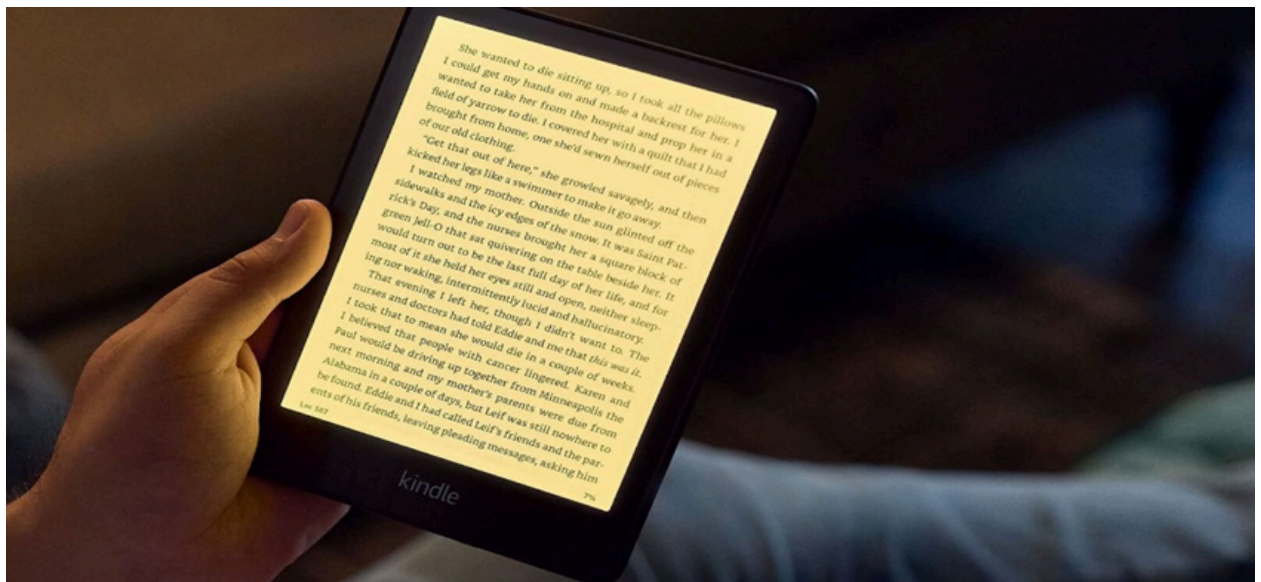 She wanted to die sitting up, so I took all the pillows
I could get my hands on and made a backrest for her. I
wanted to take her from the hospital and prop her in a
field of yarrow to die. I covered her with a quilt that I had
brought from home, one she'd sewn herself out of pieces
of our old clothing.
"Get that out of here," she growled savagely, and then
kicked her legs like a swimmer to make it go away.
I watched my mother. Outside the sun glinted off the
sidewalks and the icy edges of the snow. It was Saint Pat-
rick's Day, and the nurses brought her a square block of
green Jell-O that sat quivering on the table beside her. It
would turn out to be the last full day of her life, and for
most of it she held her eyes still and open, neither sleep-
ing nor waking, intermittently lucid and hallucinatory.
That evening I left her, though I didn't want to. The
nurses and doctors had told Eddie and me that this was it.
I took that to mean she would die in a couple of weeks.
I believed that people with cancer lingered. Karen and
Paul would be driving up together from Minneapolis the
next morning and my mother's parents were due from
Alabama in a couple of days, but Leif was still nowhere to
be found. Eddie and I had called Leif's friends and the par-
ents of his friends, leaving pleading messages, asking him
Loc 187 7%
kindle